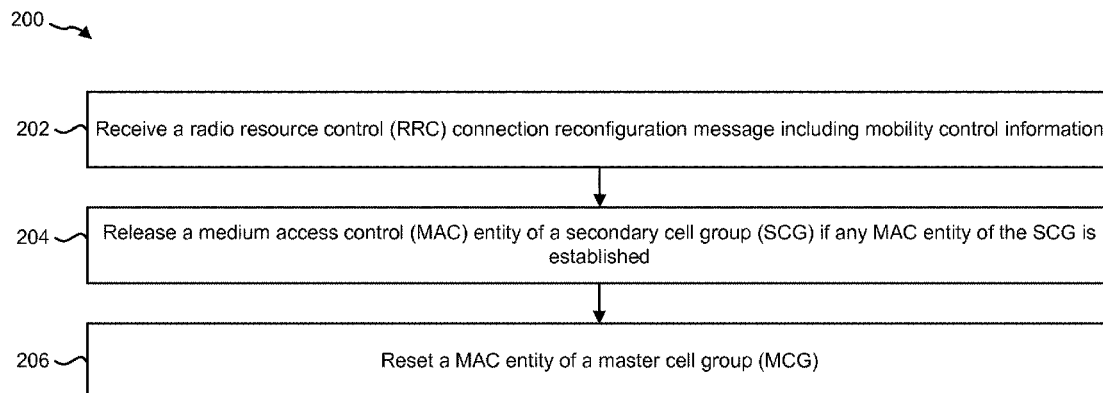 200
202
Receive a radio resource control (RRC) connection reconfiguration message including mobility control information
204
Release a medium access control (MAC) entity of a secondary cell group (SCG) if any MAC entity of the SCG is
established
206
Reset a MAC entity of a master cell group (MCG)